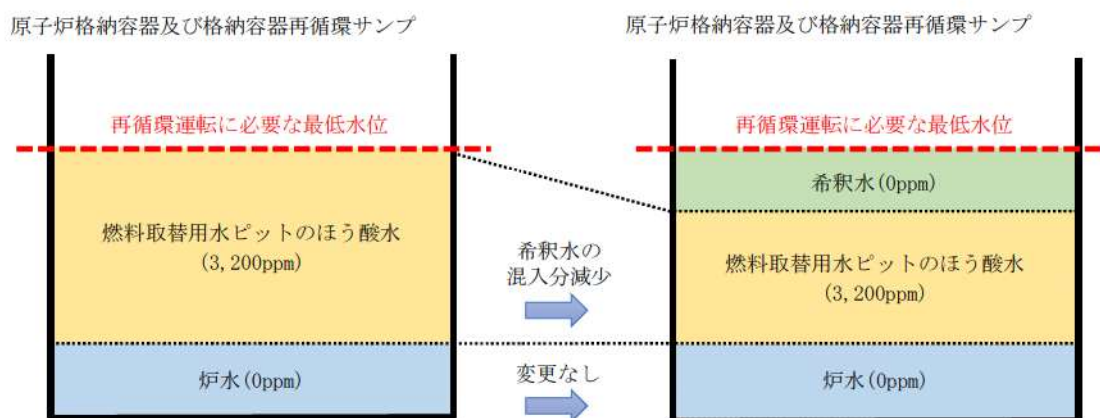 原子炉格納容器及び格納容器再循環サンプ
再循環運転に必要な最低水位
燃料取替用水ピットのほう酸水
(3,200ppm)
炉水(0ppm)
希釈水の
混入分減少
変更なし
原子炉格納容器及び格納容器再循環サンプ
再循環運転に必要な最低水位
希釈水(0ppm)
燃料取替用水ピットのほう酸水
(3,200ppm)
炉水(0ppm)